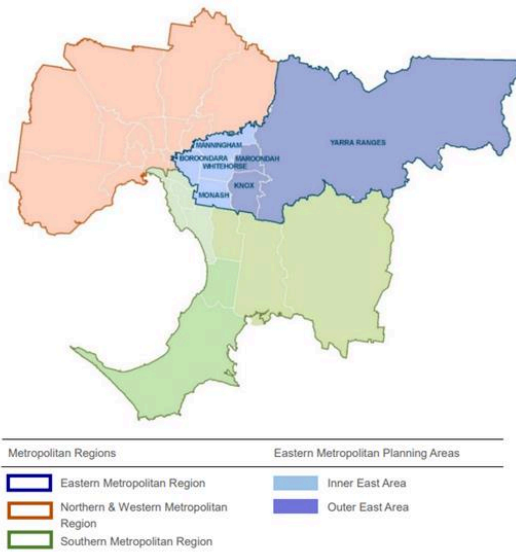 YARRA RANGES
MANNINGHAM
BOROONDARA MAROONDAH
WHITEHORSE
KNOX
MONASH
Metropolitan Regions
Eastern Metropolitan Region
Northern & Western Metropolitan
Region
Southern Metropolitan Region
Eastern Metropolitan Planning Areas
Inner East Area
Outer East Area